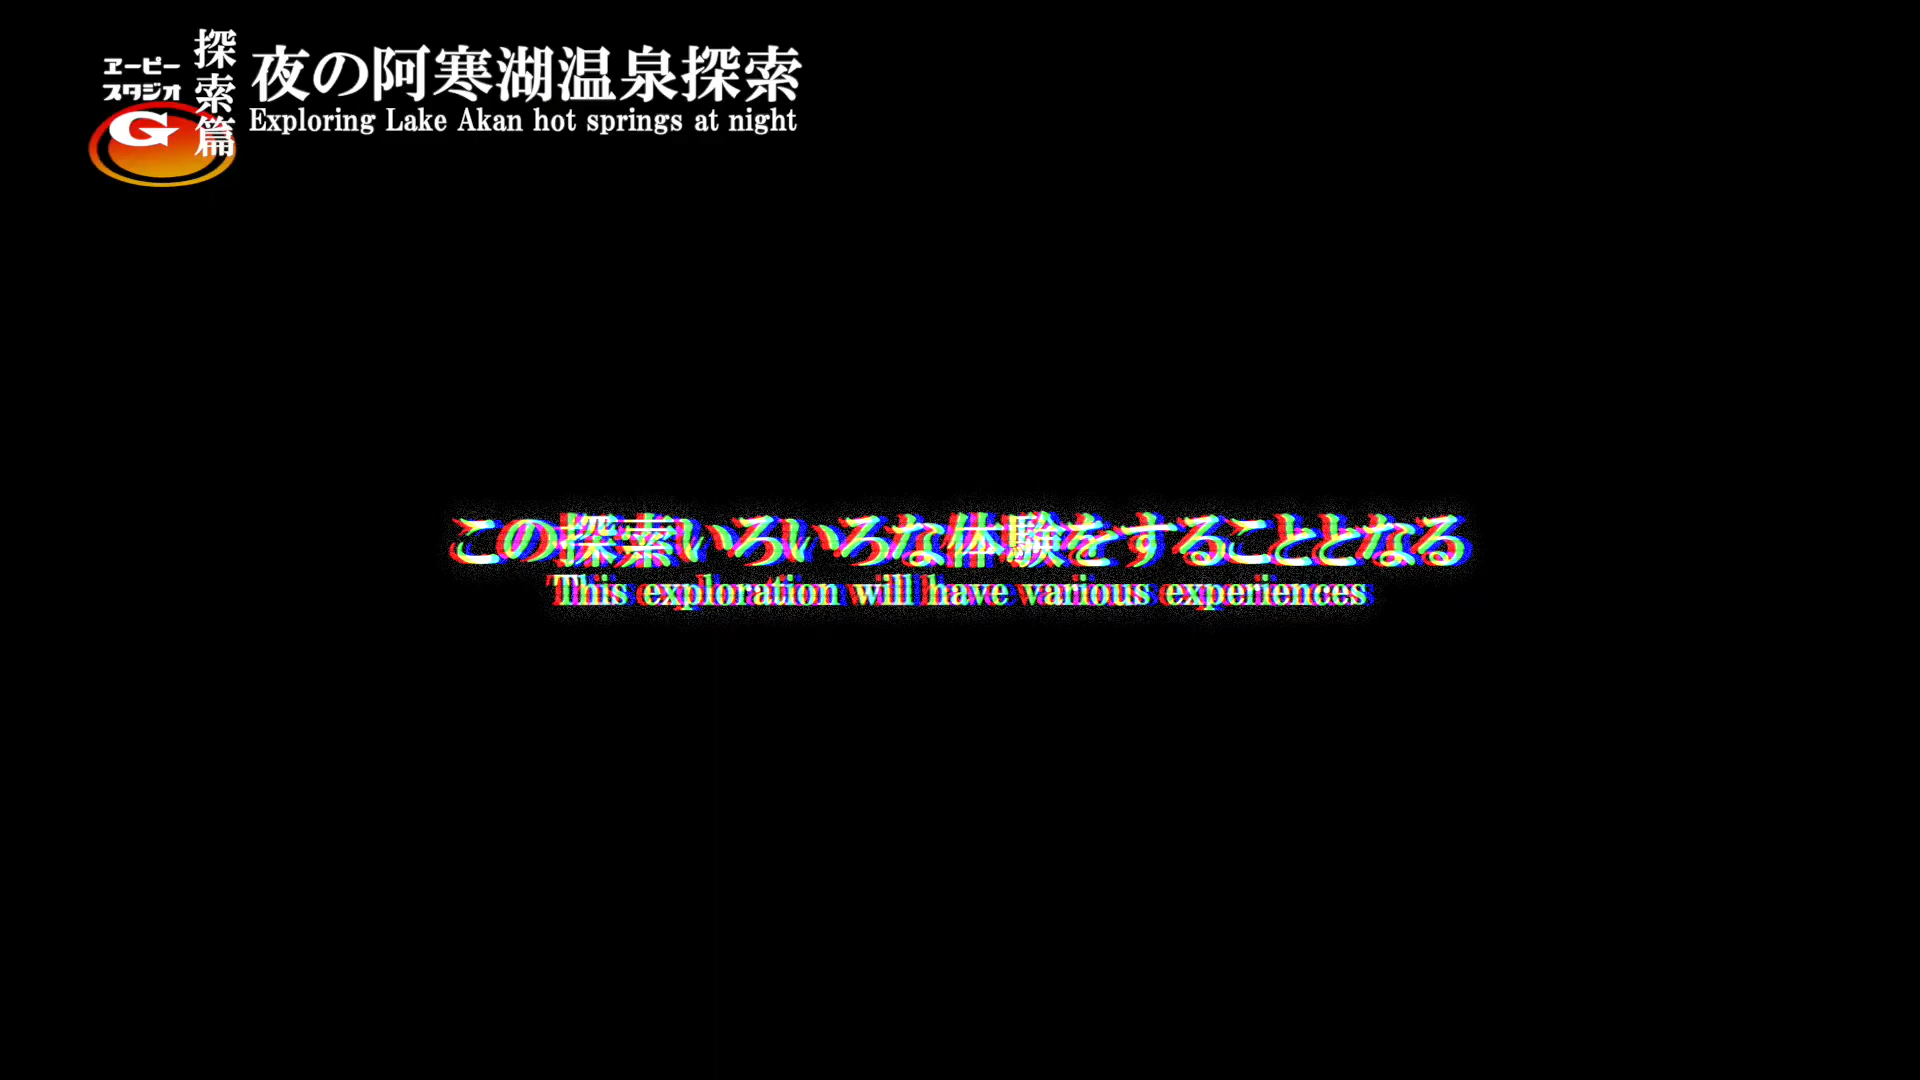 ヱーピー
スタジオ
G
探索篇
夜の阿寒湖温泉探索
Exploring Lake Akan hot springs at night
この探索いろいろな体験をすることとなる
This exploration will have various experiences